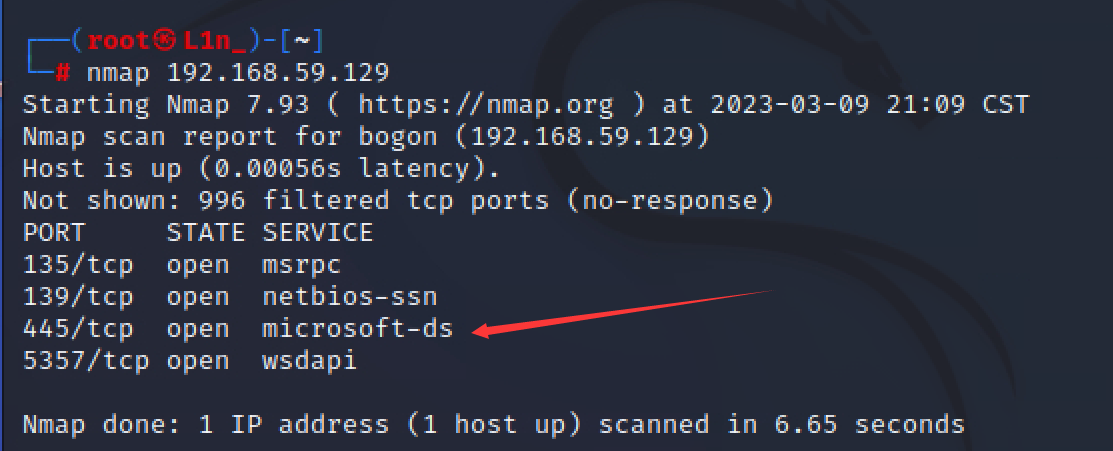 ┌──(root㉿L1n_)-[~]
└─# nmap 192.168.59.129
Starting Nmap 7.93 ( https://nmap.org ) at 2023-03-09 21:09 CST
Nmap scan report for bogon (192.168.59.129)
Host is up (0.00056s latency).
Not shown: 996 filtered tcp ports (no-response)
PORT     STATE SERVICE
135/tcp  open  msrpc
139/tcp  open  netbios-ssn
445/tcp  open  microsoft-ds
5357/tcp open  wsdapi
Nmap done: 1 IP address (1 host up) scanned in 6.65 seconds